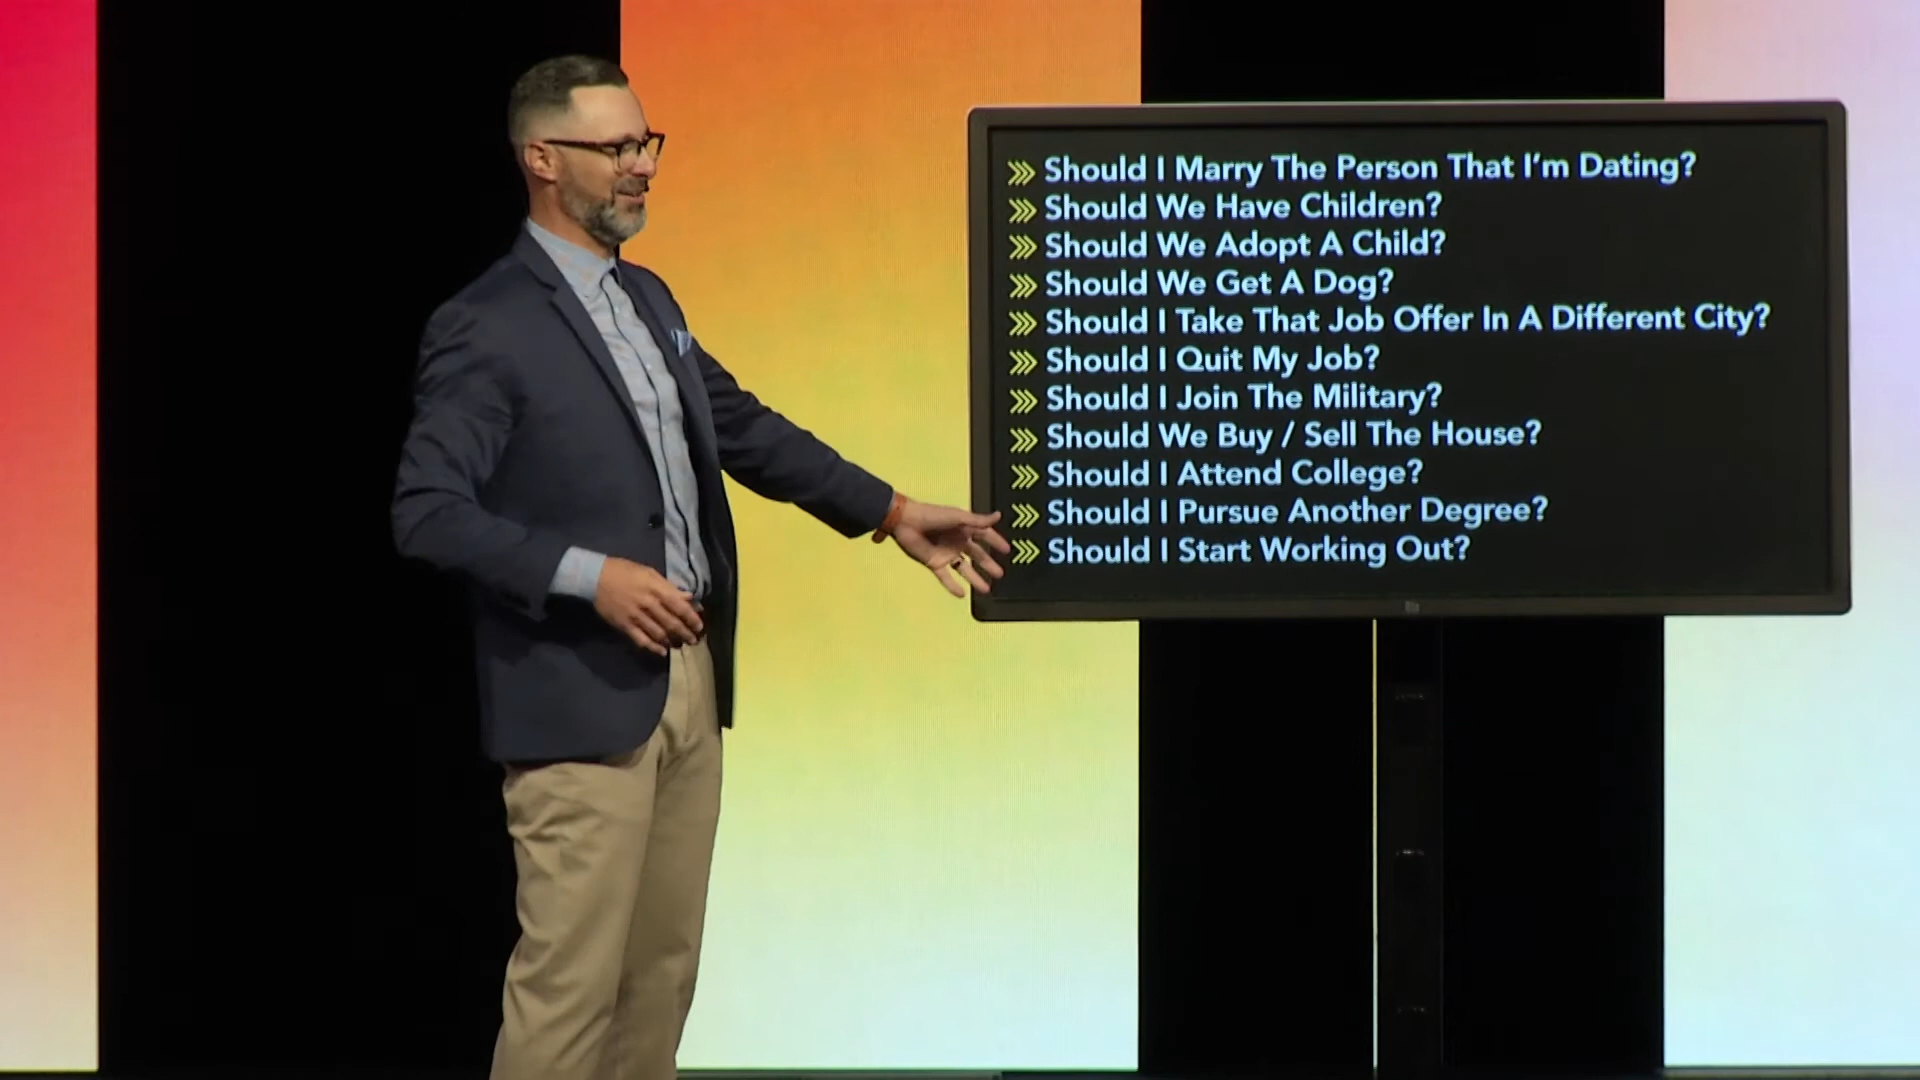 Should I Marry The Person That I'm Dating?
Should We Have Children?
Should We Adopt A Child?
Should We Get A Dog?
Should I Take That Job Offer In A Different City?
Should I Quit My Job?
Should I Join The Military?
Should We Buy / Sell The House?
Should I Attend College?
Should I Pursue Another Degree?
Should I Start Working Out?